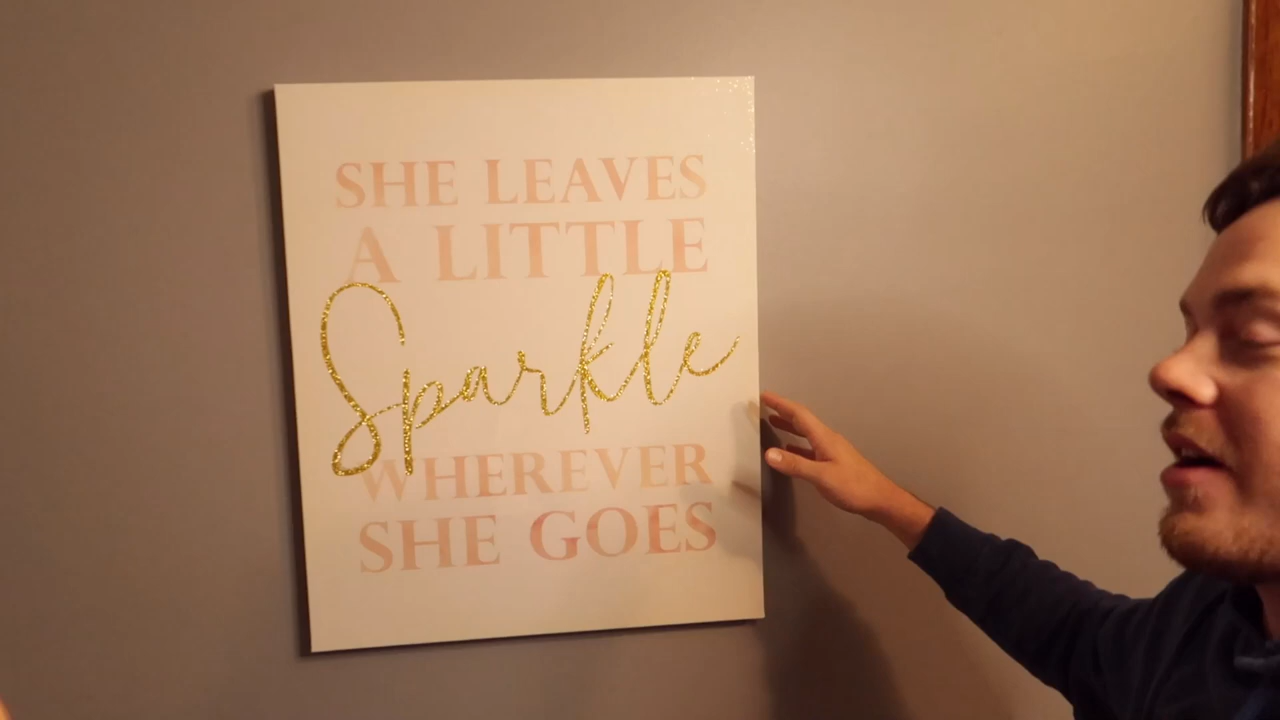 SHE LEAVES
A LITTLE
Sparkle
WHEREVER
SHE GOES